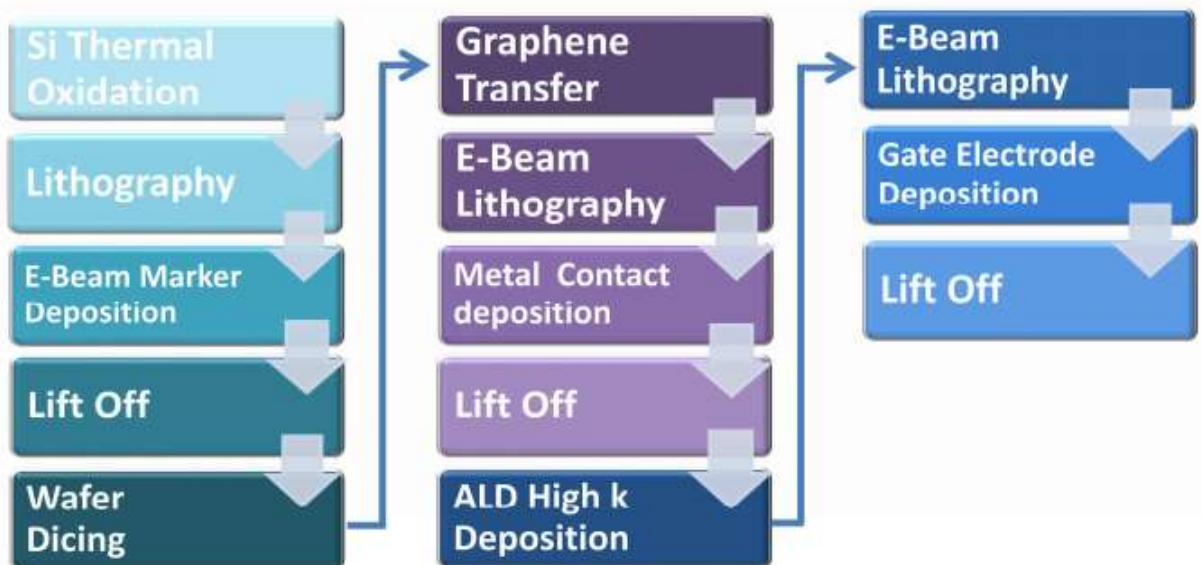 Si Thermal
Oxidation
Lithography
E-Beam Marker
Deposition
Lift Off
Wafer
Dicing
Graphene
Transfer
E-Beam
Lithography
Metal Contact
deposition
Lift Off
ALD High k
Deposition
E-Beam
Lithography
Gate Electrode
Deposition
Lift Off